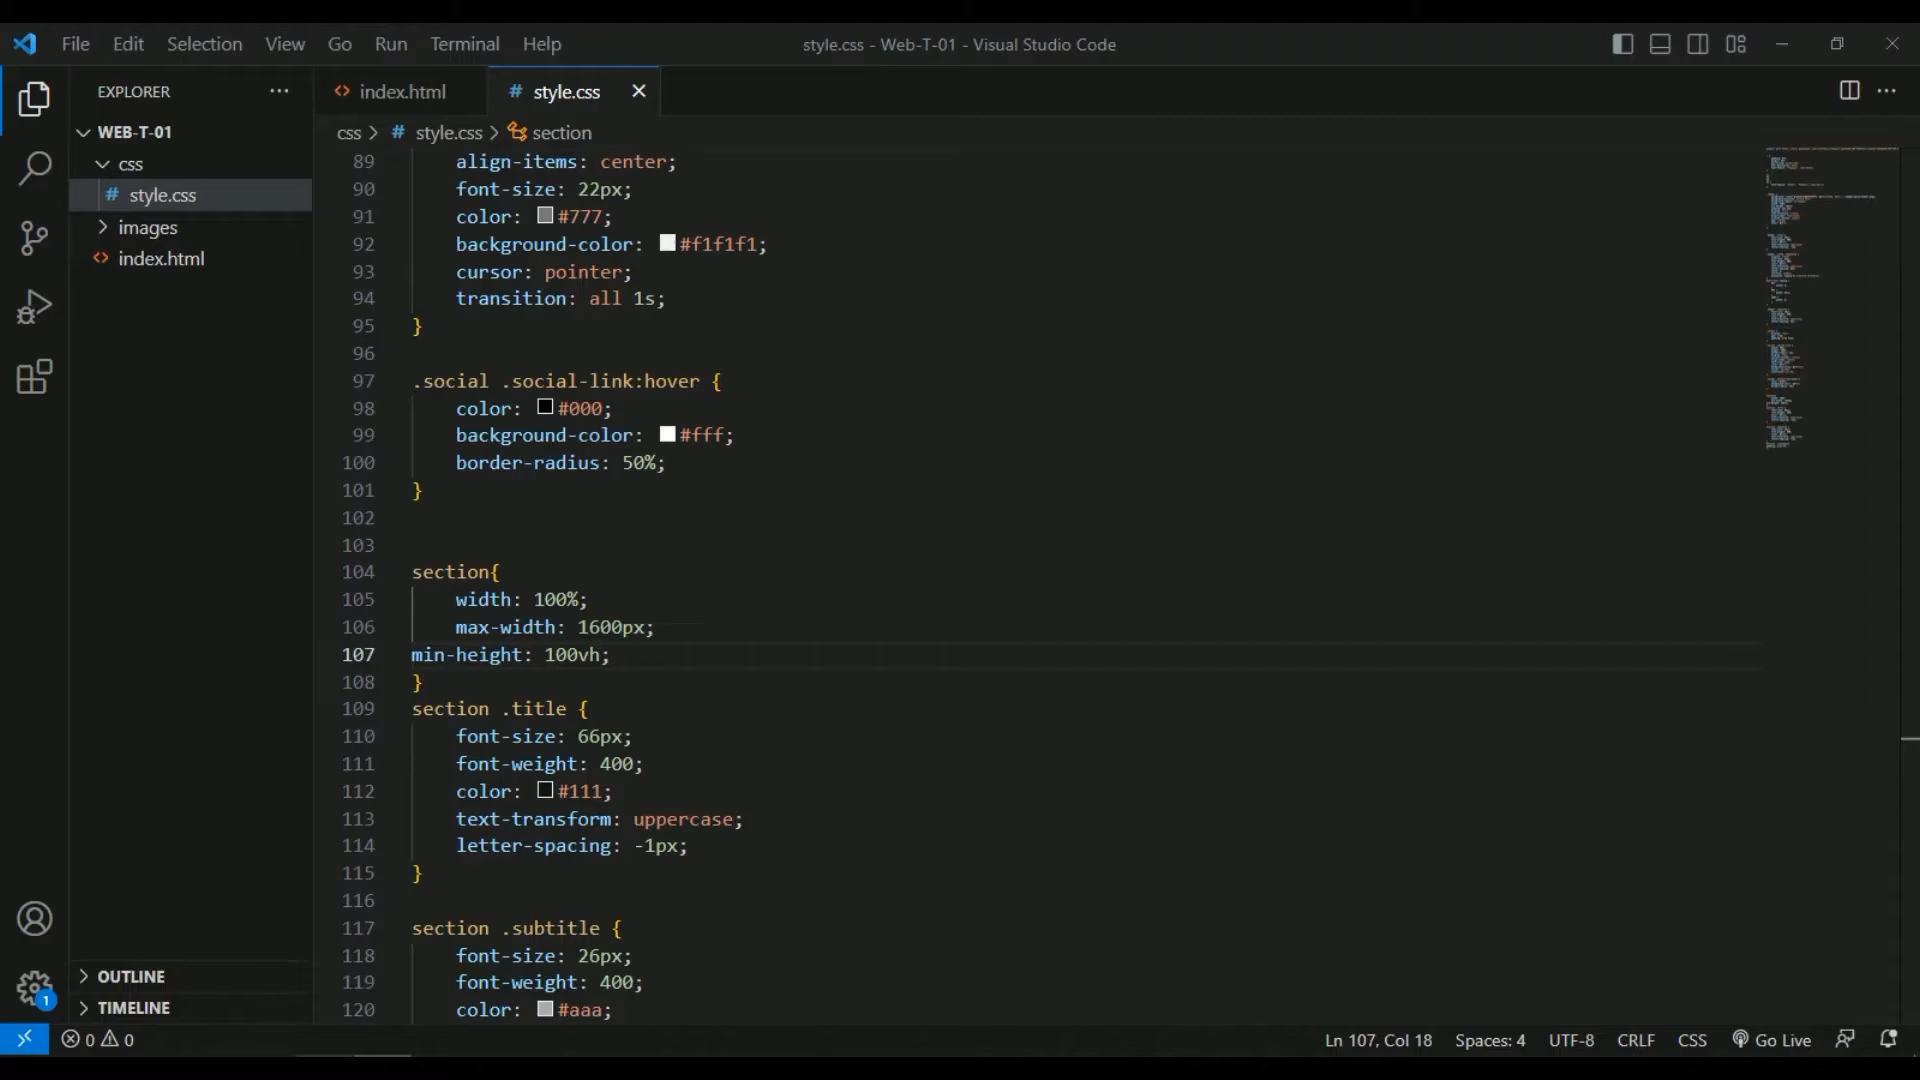 File Edit Selection View Go Run Terminal Help
style.css - Web-T-01 - Visual Studio Code
EXPLORER
index.html
# style.css
WEB-T-01
css > # style.css > section
css
# style.css
images
index.html
89 align-items: center;
90 font-size: 22px;
91 color: #777;
92 background-color: #f1f1f1;
93 cursor: pointer;
94 transition: all 1s;
95 }
96
97 .social .social-link:hover {
98 color: #000;
99 background-color: #fff;
100 border-radius: 50%;
101 }
102
103
104 section{
105 width: 100%;
106 max-width: 1600px;
107 min-height: 100vh;
108 }
109 section .title {
110 font-size: 66px;
111 font-weight: 400;
112 color: #111;
113 text-transform: uppercase;
114 letter-spacing: -1px;
115 }
116
117 section .subtitle {
118 font-size: 26px;
119 font-weight: 400;
120 color: #aaa;
OUTLINE
TIMELINE
1
0 0
Ln 107, Col 18 Spaces: 4 UTF-8 CRLF CSS Go Live